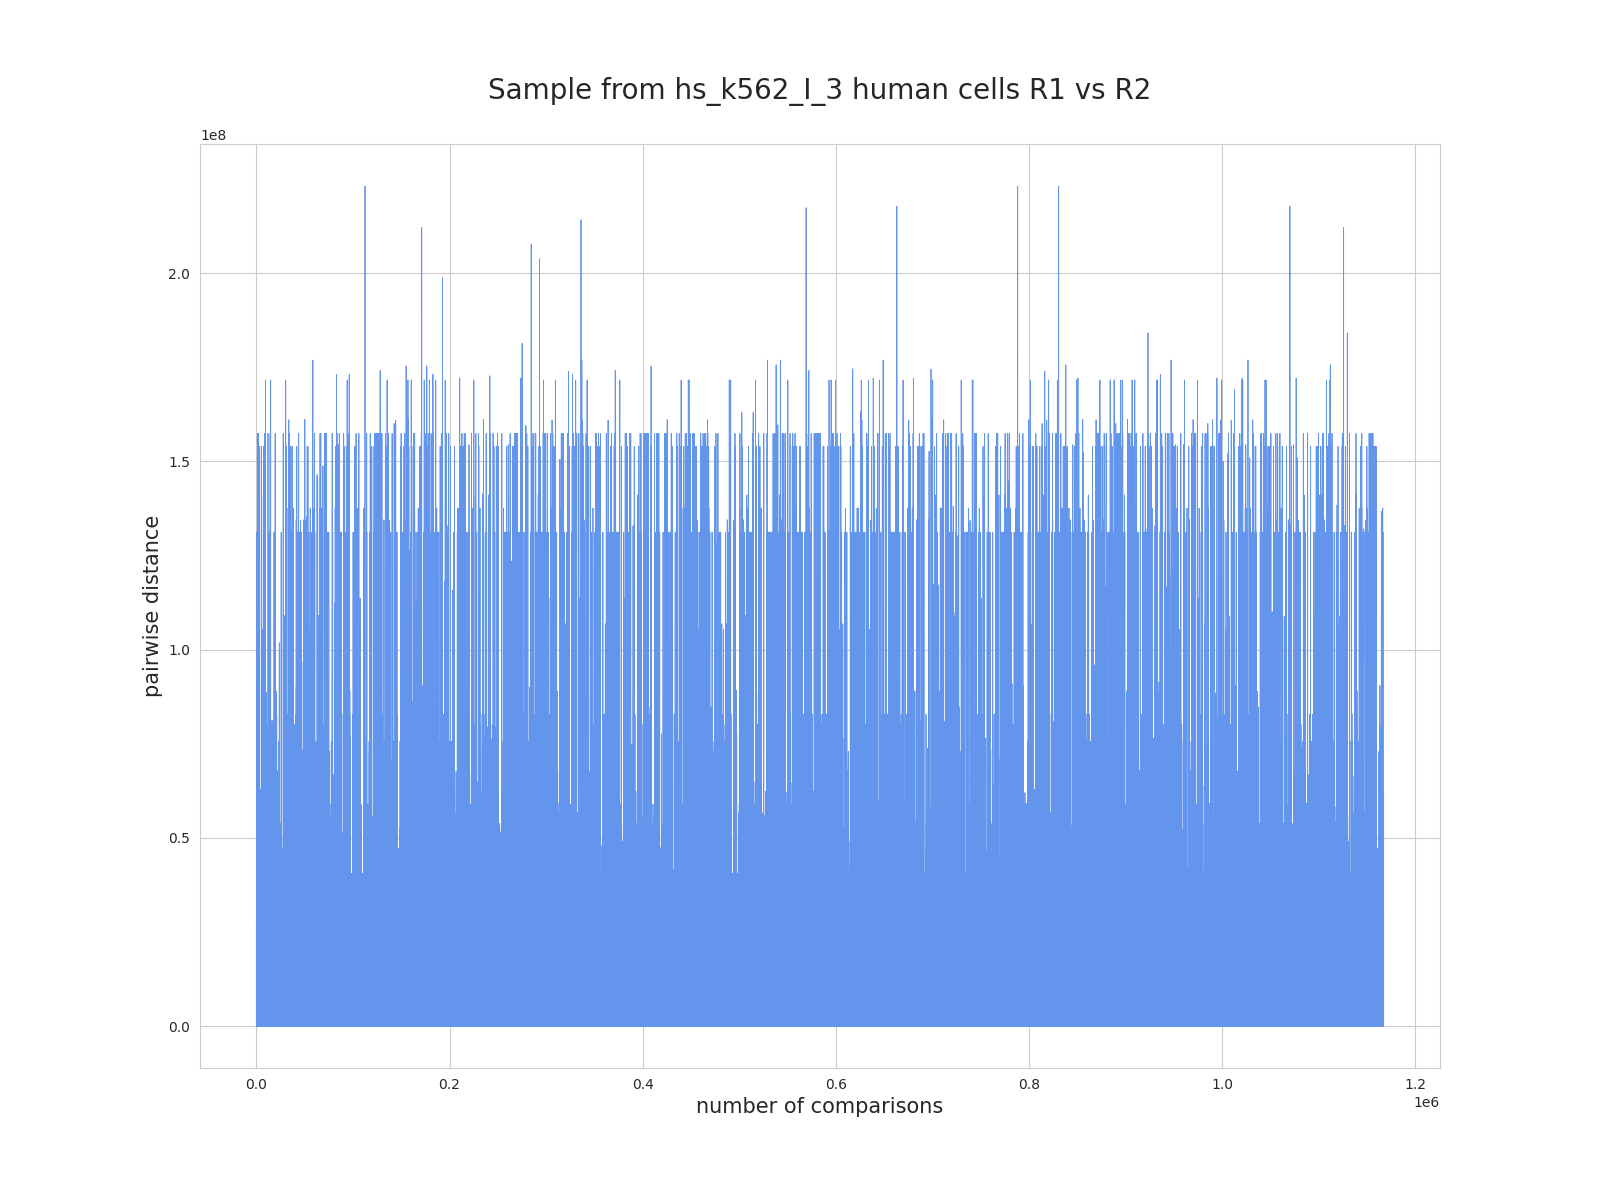 Sample from hs_k562_I_3 human cells R1 vs R2
1e8
2.0
1.5
1.0
0.5
0.0
pairwise distance
0.0 0.2 0.4 0.6 0.8 1.0 1.2
1e6
number of comparisons